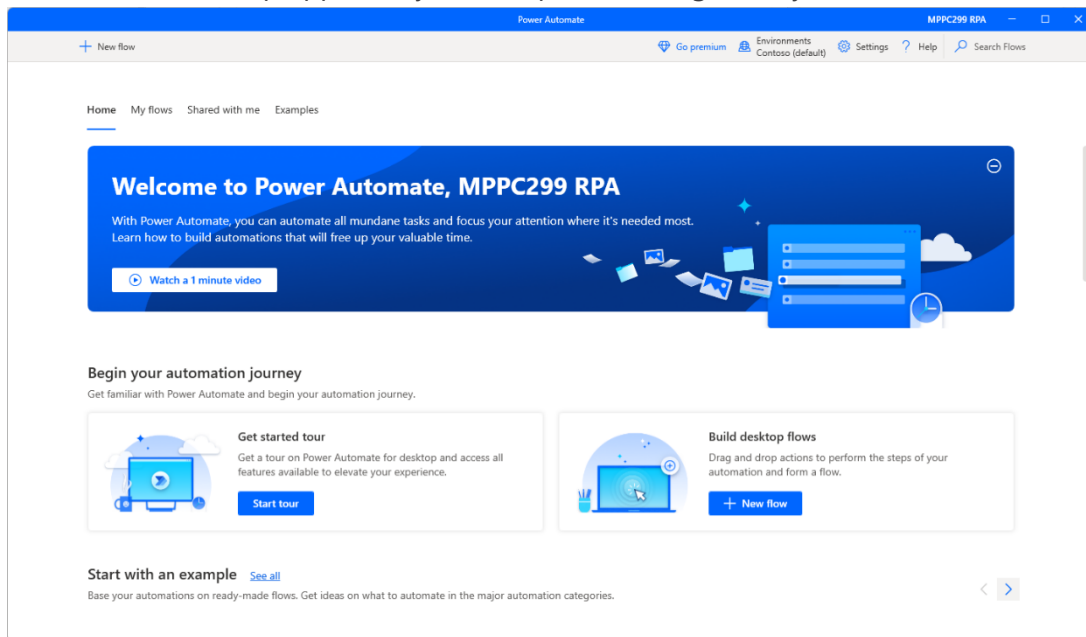 Power Automate
MPPC299 RPA
New flow
Go premium
Environments
Contoso (default)
Settings
Help
Search Flows
Home My flows Shared with me Examples
Welcome to Power Automate, MPPC299 RPA
With Power Automate, you can automate all mundane tasks and focus your attention where it's needed most.
Learn how to build automations that will free up your valuable time.
Watch a 1 minute video
Begin your automation journey
Get familiar with Power Automate and begin your automation journey.
Get started tour
Get a tour on Power Automate for desktop and access all
features available to elevate your experience.
Start tour
Build desktop flows
Drag and drop actions to perform the steps of your
automation and form a flow.
New flow
Start with an example See all
Base your automations on ready-made flows. Get ideas on what to automate in the major automation categories.